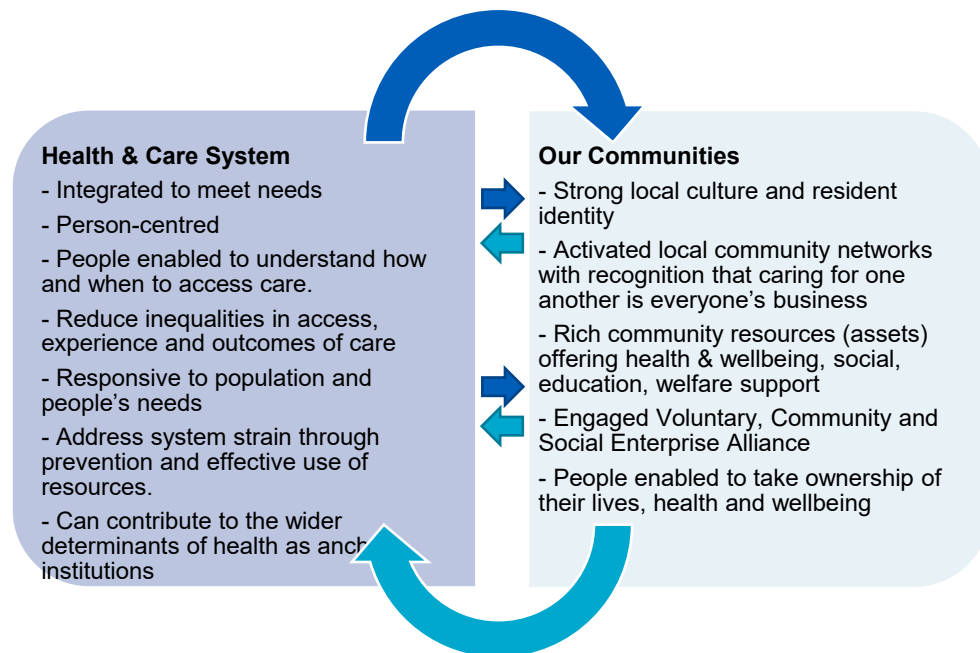 Health & Care System
- Integrated to meet needs
- Person-centred
- People enabled to understand how
and when to access care.
- Reduce inequalities in access,
experience and outcomes of care
- Responsive to population and
people's needs
- Address system strain through
prevention and effective use of
resources.
- Can contribute to the wider
determinants of health as
institutions
Our Communities
- Strong local culture and resident
identity
- Activated local community networks
with recognition that caring for one
another is everyone's business
- Rich community resources (assets)
offering health & wellbeing, social,
education, welfare support
- Engaged Voluntary, Community and
Social Enterprise Alliance
- People enabled to take ownership of
their lives, health and wellbeing